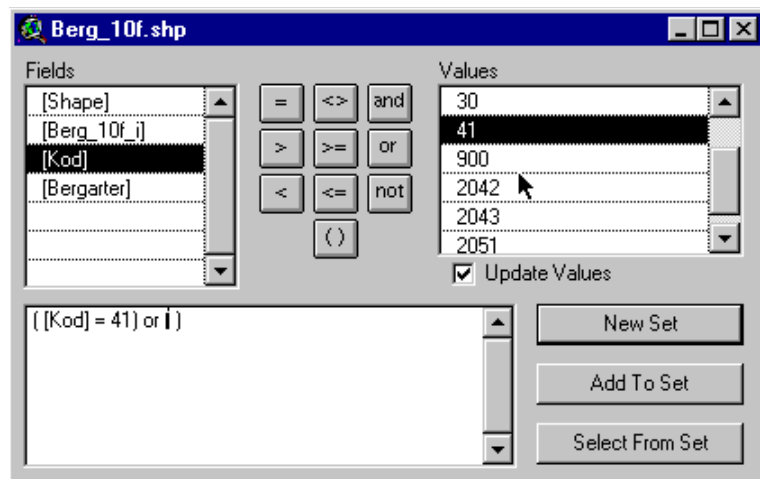 Berg_10f.shp
Fields
[Shape]
[Berg_10f_i]
[Kod]
[Bergarter]
= <> and
> >= or
< <= not
( )
Values
30
41
900
2042
2043
2051
Update Values
( [Kod] = 41) or )
New Set
Add To Set
Select From Set